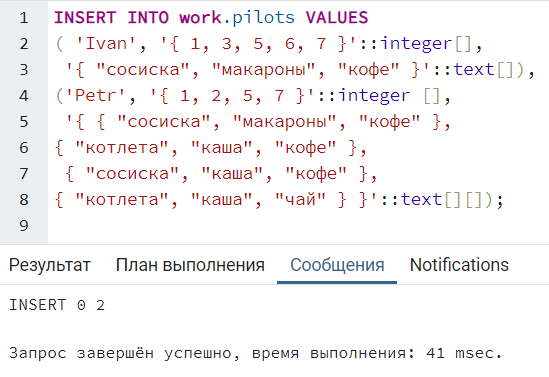 1 INSERT INTO work.pilots VALUES
2 ( 'Ivan', '{ 1, 3, 5, 6, 7 }'::integer[],
3 '{ "сосиска", "макароны", "кофе" }'::text[]),
4 ('Petr', '{ 1, 2, 5, 7 }'::integer [],
5 '{ { "сосиска", "макароны", "кофе" },
6 { "котлета", "каша", "кофе" },
7 { "сосиска", "каша", "кофе" },
8 { "котлета", "каша", "чай" } }'::text[][]);
9
Результат План выполнения Сообщения Notifications
INSERT 0 2
Запрос завершён успешно, время выполнения: 41 msec.